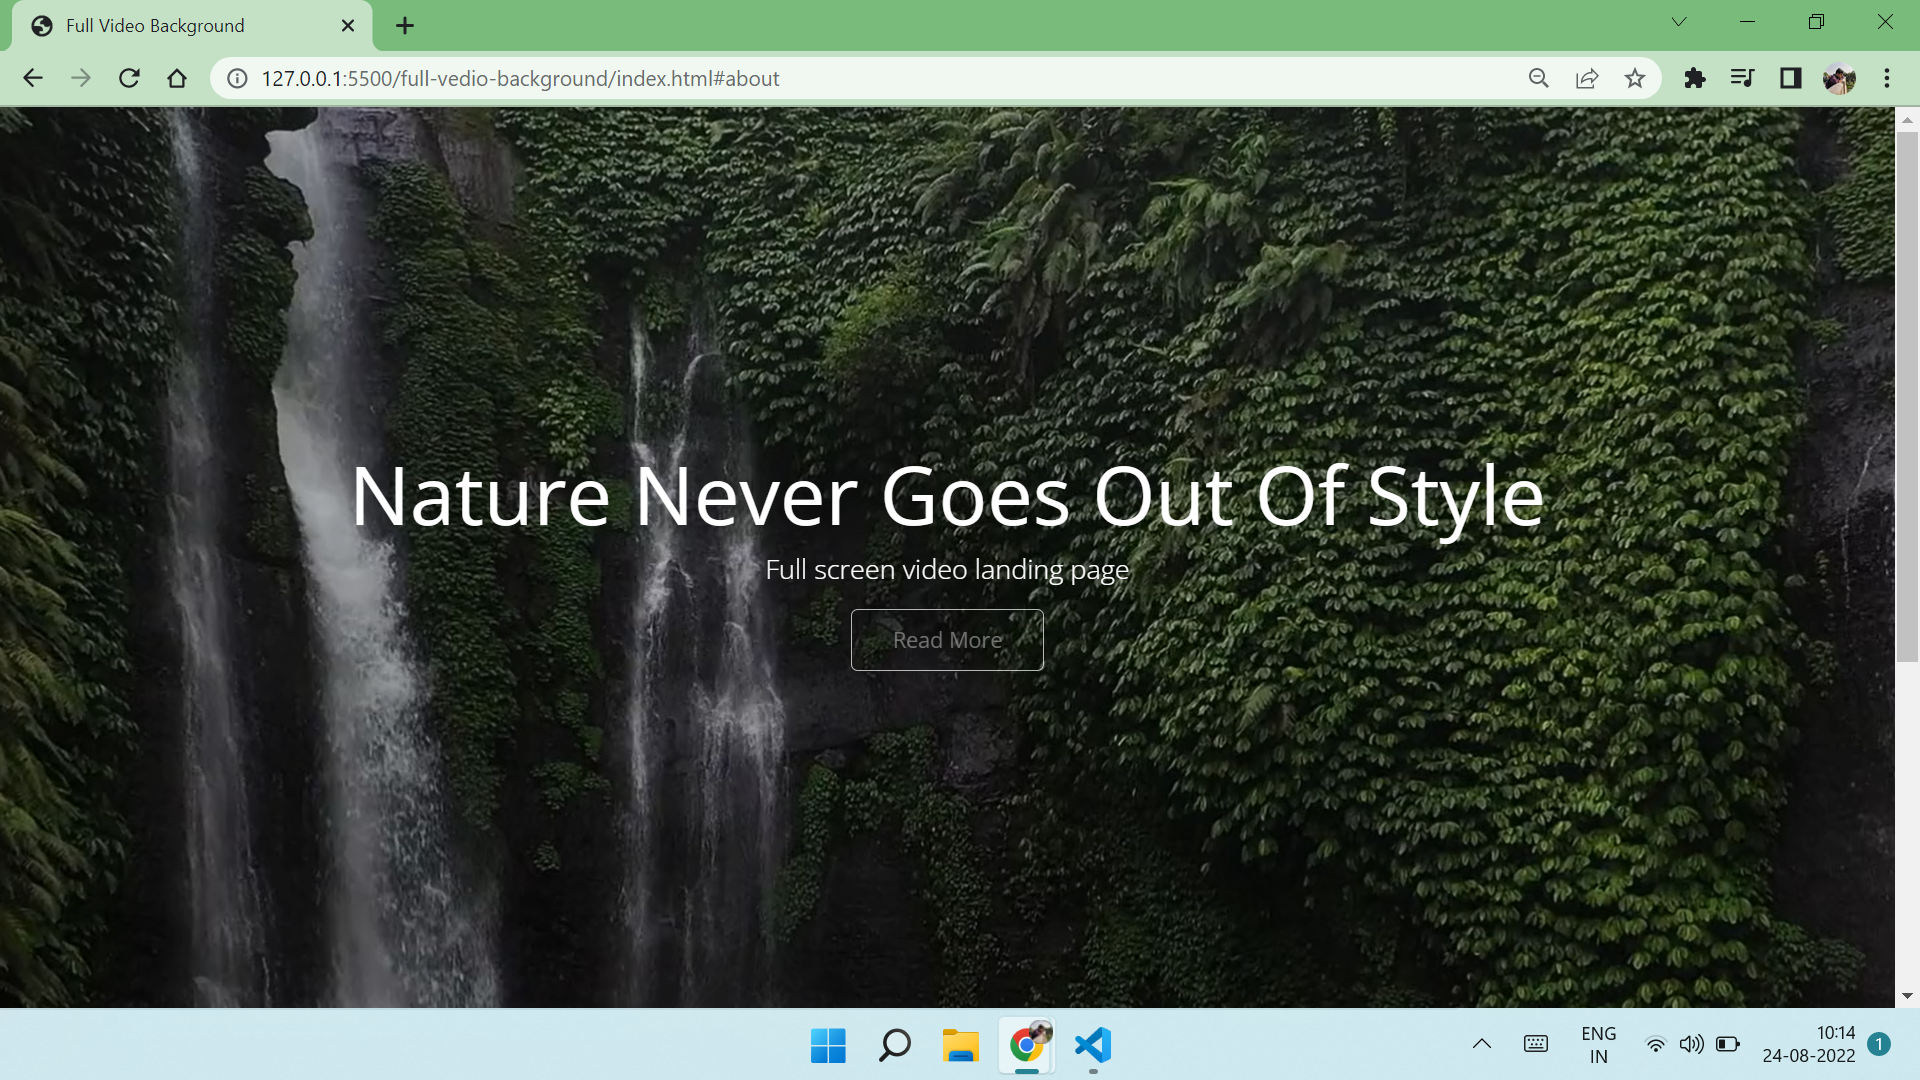 Full Video Background
127.0.0.1:5500/full-vedio-background/index.html#about
Nature Never Goes Out Of Style
Full screen video landing page
Read More
ENG
IN
10:14
24-08-2022
1